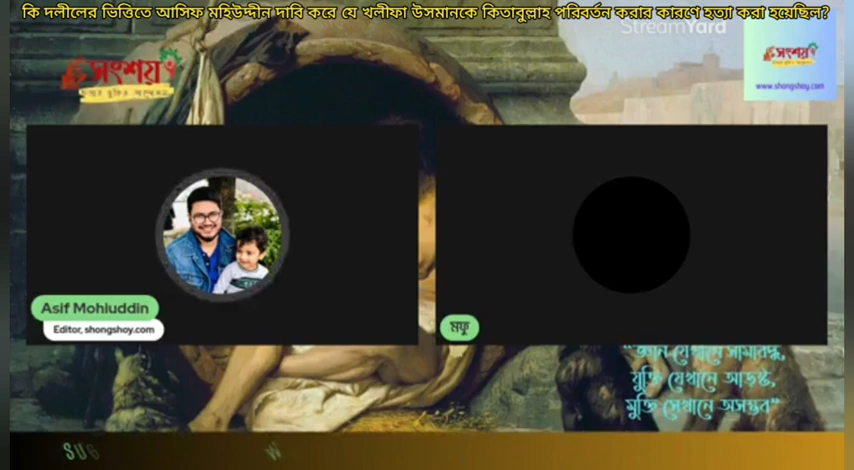 কি দলীলের ভিত্তিতে আসিফ মহিউদ্দীন দাবি করে যে খলীফা উসমানকে কিতাবুল্লাহ পরিবর্তন করার কারণে হত্যা করা হয়েছিল?
StreamYard
সংশয়
সংশয়
www.shongshoy.com
Asif Mohiuddin
Editor, shongshoy.com
মফু
"জ্ঞান যেখানে সীমাবদ্ধ,
যুক্তি যেখানে আড়ষ্ট,
মুক্তি সেখানে অসম্ভব"